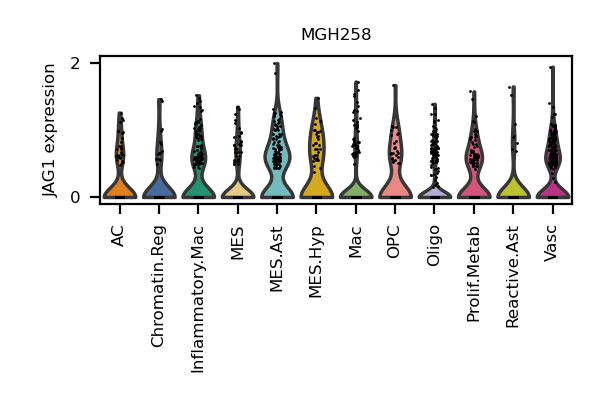 MGH258
JAG1 expression
2
0
AC
Chromatin.Reg
Inflammatory.Mac
MES
MES.Ast
MES.Hyp
Mac
OPC
Oligo
Prolif.Metab
Reactive.Ast
Vasc